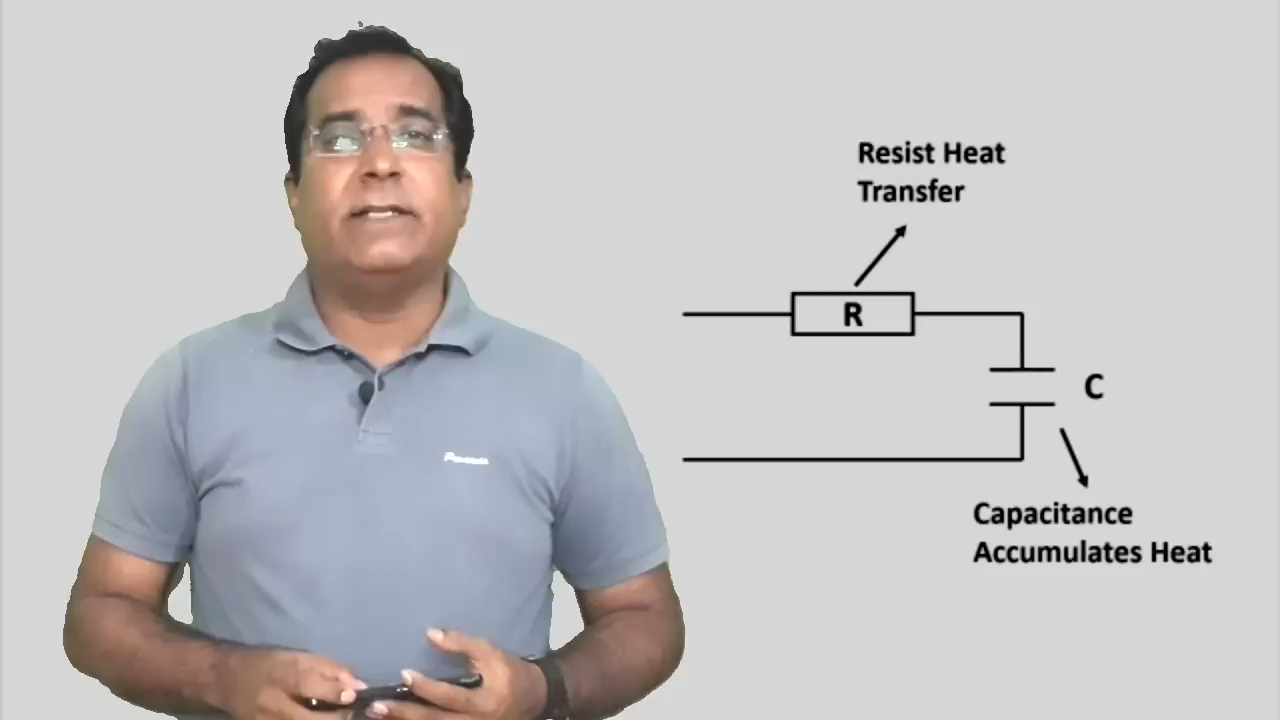 Resist Heat
Transfer
R
C
Capacitance
Accumulates Heat